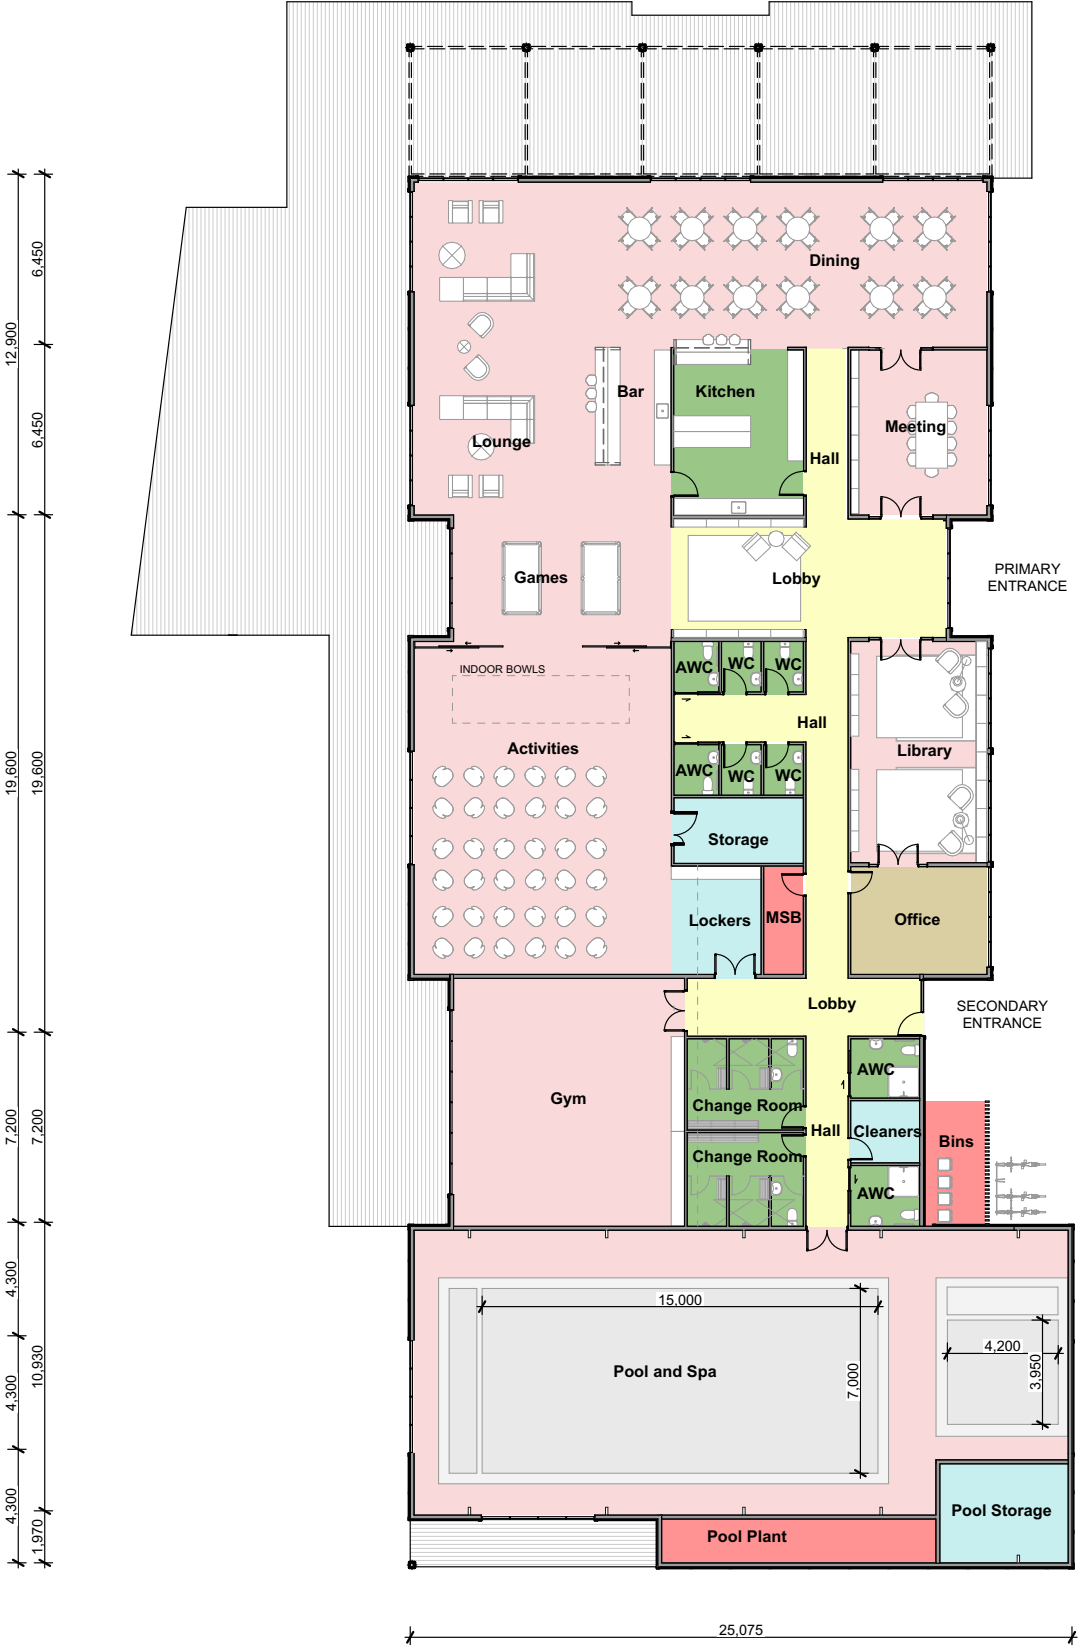 6,450
12,900
6,450
Dining
Bar
Kitchen
Meeting
Lounge
Hall
PRIMARY
ENTRANCE
Games
Lobby
INDOOR BOWLS
AWC
WC
WC
Hall
Activities
Library
AWC
WC
WC
19,600
19,600
Storage
Lockers
MSB
Office
Lobby
SECONDARY
ENTRANCE
AWC
Gym
Change Room
7,200
7,200
Hall
Cleaners
Bins
Change Room
AWC
4,300
15,000
4,200
Pool and Spa
7,000
3,950
10,930
4,300
4,300
Pool Storage
1,970
Pool Plant
25,075